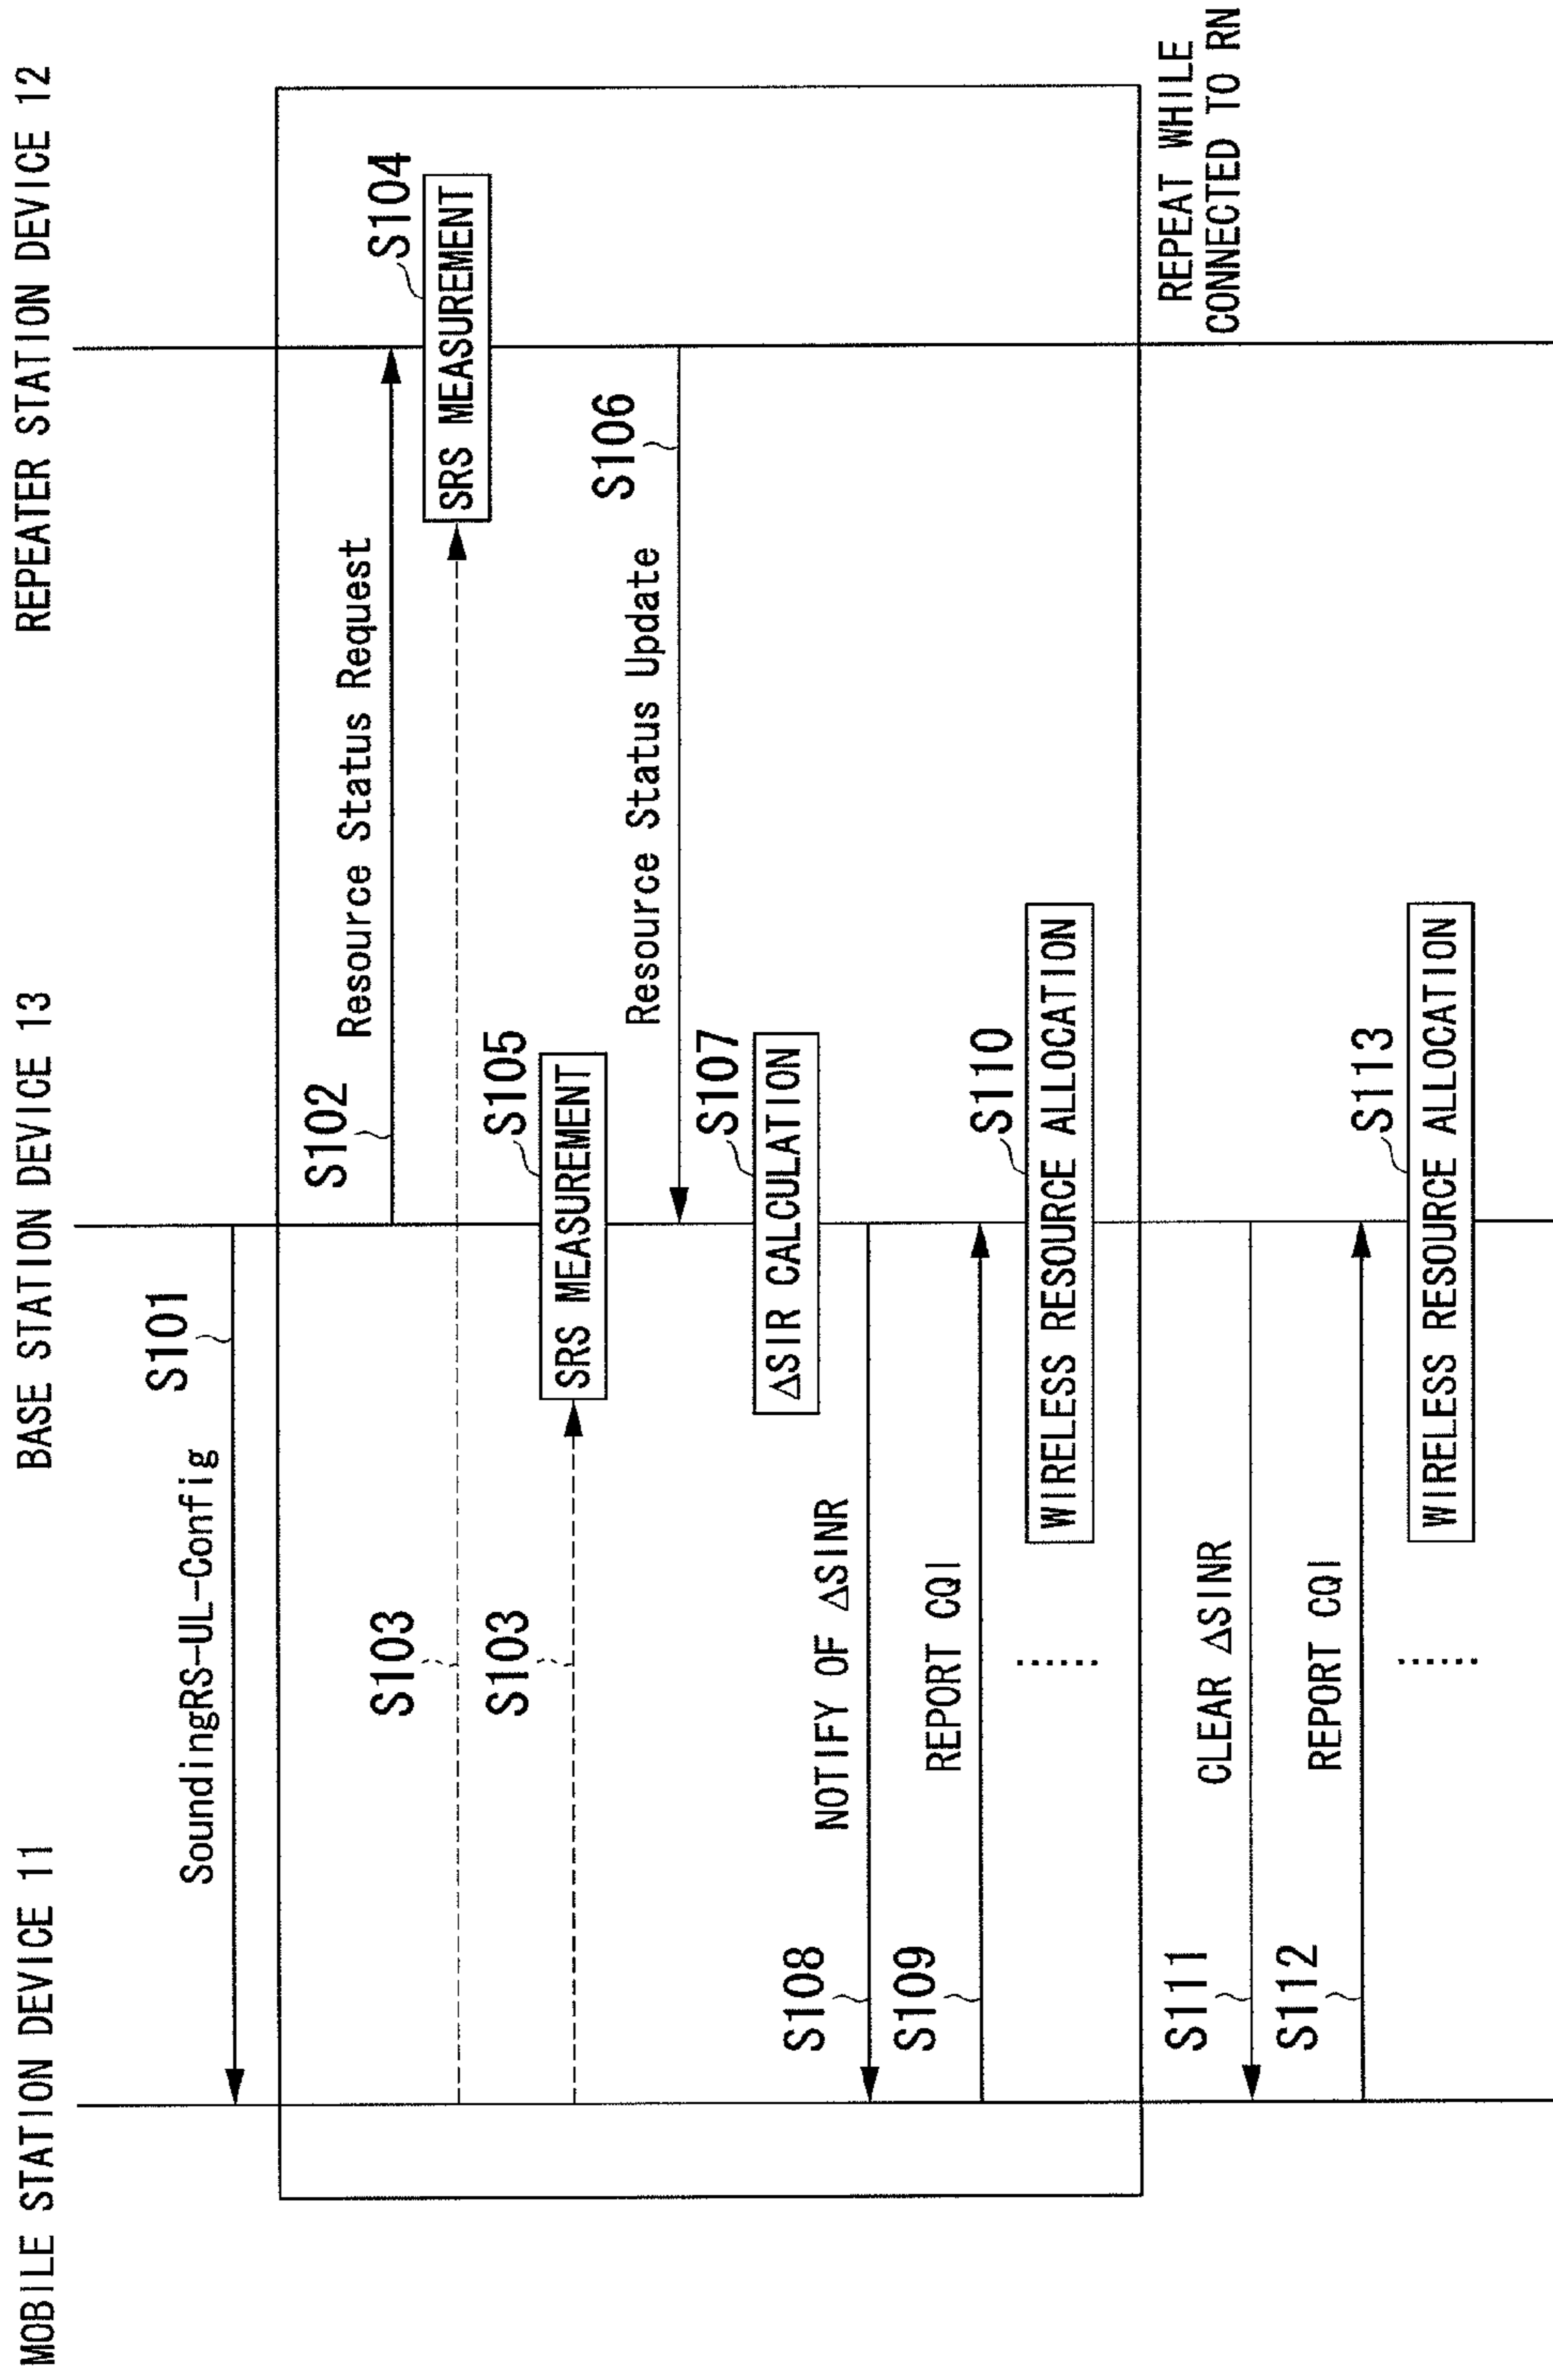 MOBILE STATION DEVICE 11
BASE STATION DEVICE 13
REPEATER STATION DEVICE 12
S101
SoundingRS-UL-Config
S102
Resource Status Request
S103
S104
SRS MEASUREMENT
S103
S105
SRS MEASUREMENT
S106
Resource Status Update
S107
ΔSIR CALCULATION
S108
NOTIFY OF ΔSINR
S109
REPORT CQI
S110
WIRELESS RESOURCE ALLOCATION
REPEAT WHILE
CONNECTED TO RN
S111
CLEAR ΔSINR
S112
REPORT CQI
S113
WIRELESS RESOURCE ALLOCATION